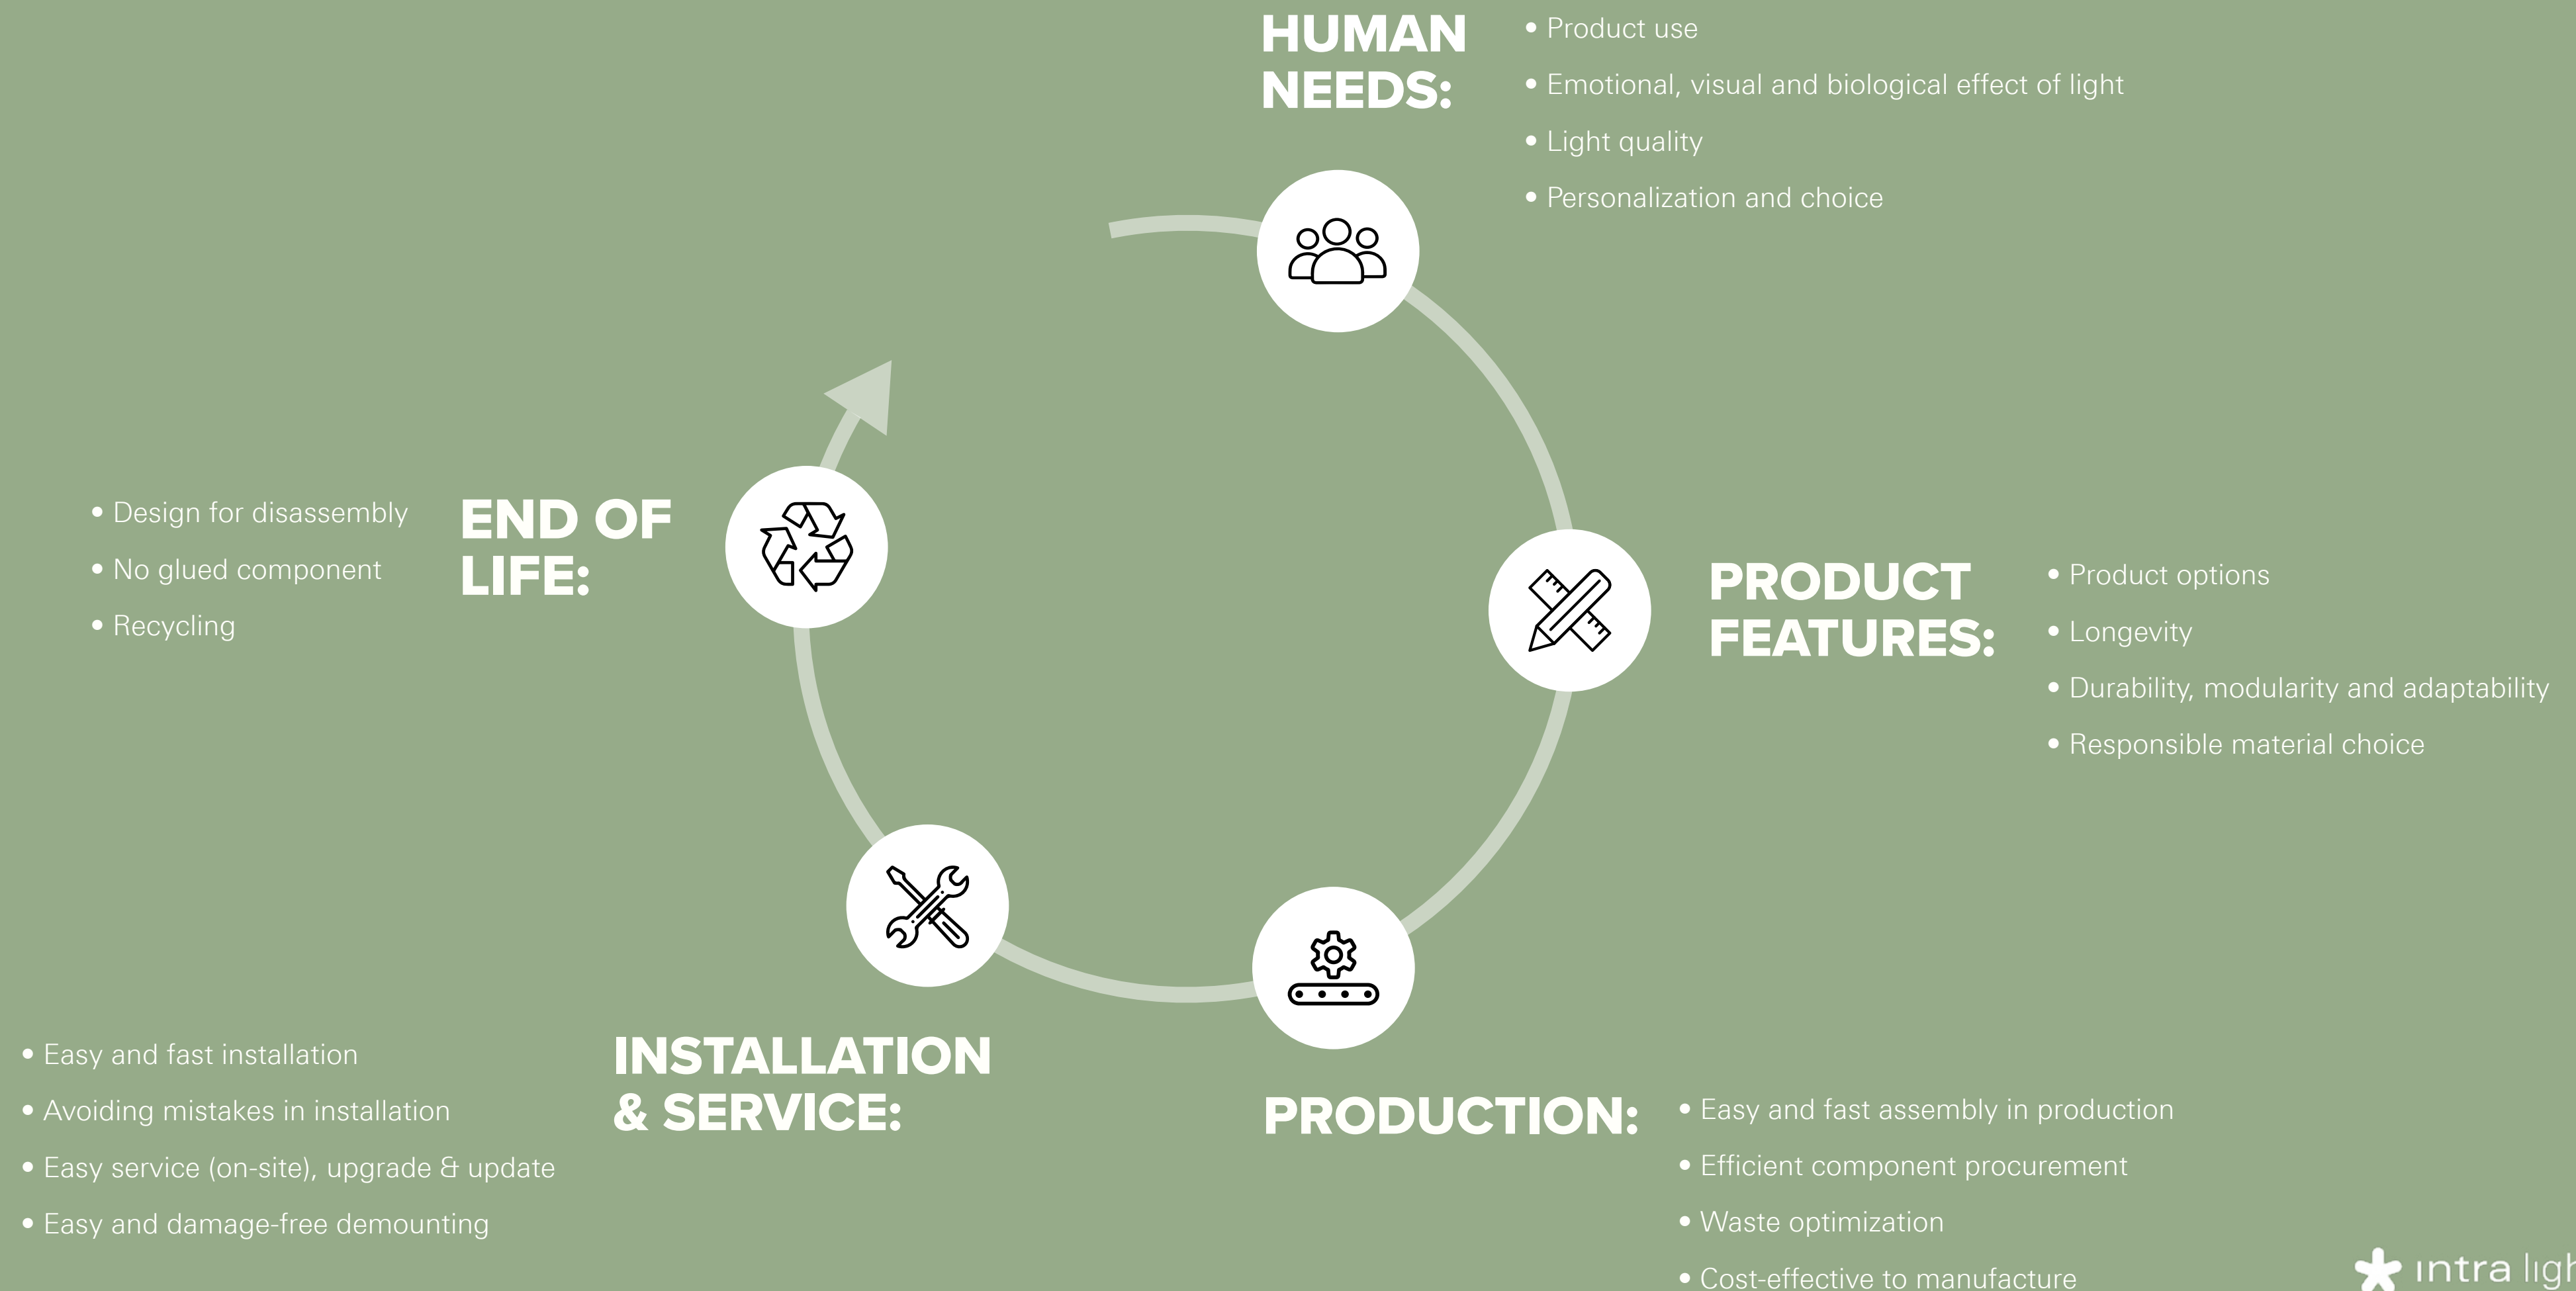 HUMAN
NEEDS:
• Product use
• Emotional, visual and biological effect of light
• Light quality
• Personalization and choice
PRODUCT
FEATURES:
• Product options
• Longevity
• Durability, modularity and adaptability
• Responsible material choice
PRODUCTION:
• Easy and fast assembly in production
• Efficient component procurement
• Waste optimization
• Cost-effective to manufacture
INSTALLATION
& SERVICE:
• Easy and fast installation
• Avoiding mistakes in installation
• Easy service (on-site), upgrade & update
• Easy and damage-free demounting
END OF
LIFE:
• Design for disassembly
• No glued component
• Recycling
intra